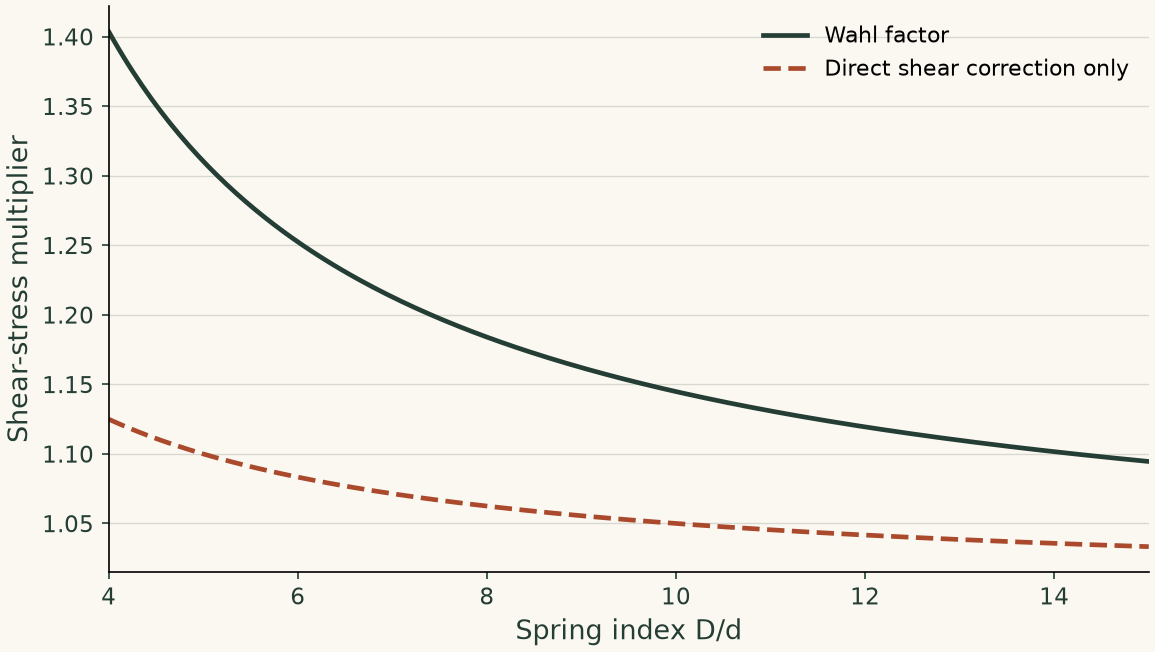 Wahl factor
Direct shear correction only
Shear-stress multiplier
1.40
1.35
1.30
1.25
1.20
1.15
1.10
1.05
4 6 8 10 12 14
Spring index D/d